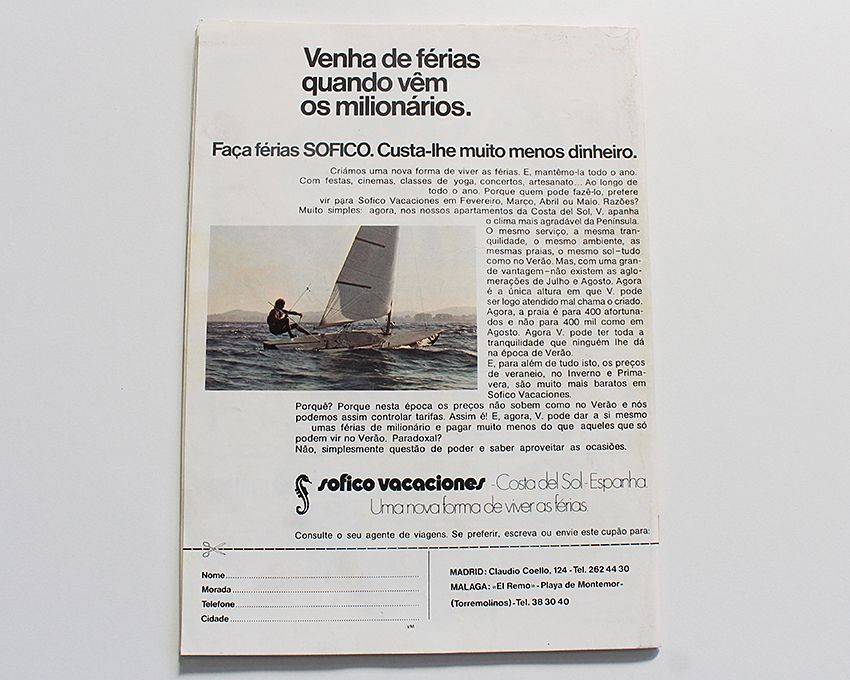 Venha de férias
quando vêm
os milionários.
Faça férias SOFICO. Custa-lhe muito menos dinheiro.
Criámos uma nova forma de viver as férias. E, mantêmo-la todo o ano.
Com festas, cinemas, classes de yoga, concertos, artesanato... Ao longo de
todo o ano. Porque quem pode fazê-lo, prefere
vir para Sofico Vacaciones em Fevereiro, Março, Abril ou Maio. Razões?
Muito simples: agora, nos nossos apartamentos da Costa del Sol, V. apanha
o clima mais agradável da Península.
O mesmo serviço, a mesma tran-
quilidade, o mesmo ambiente, as
mesmas praias, o mesmo sol-tudo
como no Verão. Mas, com uma gran-
de vantagem-não existem as aglo-
merações de Julho e Agosto. Agora
é a única altura em que V. pode
ser logo atendido mal chama o criado.
Agora, a praia é para 400 afortuna-
dos e não para 400 mil como em
Agosto. Agora V. pode ter toda a
tranquilidade que ninguém lhe dá
na época de Verão.
E, para além de tudo isto, os preços
de veraneio, no Inverno e Prima-
vera, são muito mais baratos em
Sofico Vacaciones.
Porquê? Porque nesta época os preços não sobem como no Verão e nós
podemos assim controlar tarifas. Assim é! E, agora, V. pode dar a si mesmo
umas férias de milionário e pagar muito menos do que aqueles que só
podem vir no Verão. Paradoxal?
Não, simplesmente questão de poder e saber aproveitar as ocasiões.
sofico vacaciones - Costa del Sol - Espanha.
Uma nova forma de viver as férias.
Consulte o seu agente de viagens. Se preferir, escreva ou envie este cupão para:
Nome
Morada
Telefone
Cidade
MADRID: Claudio Coello, 124 - Tel. 262 44 30
MALAGA: «El Remo» - Playa de Montemor-
(Torremolinos) - Tel. 38 30 40
VM.